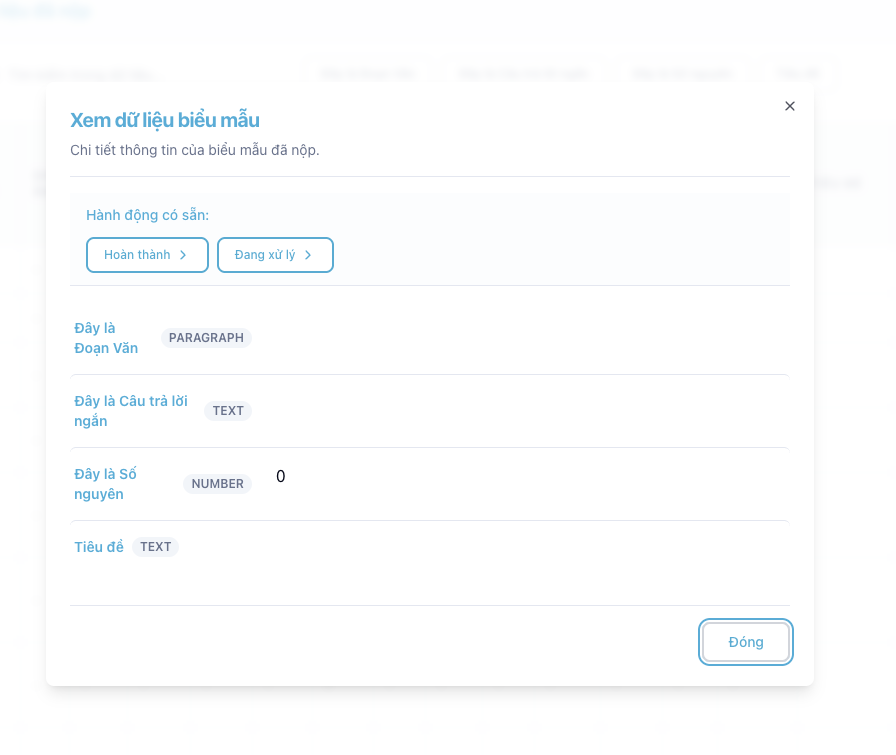 Xem dữ liệu biểu mẫu
Chi tiết thông tin của biểu mẫu đã nộp.
Hành động có sẵn:
Hoàn thành
Đang xử lý
Đây là
Đoạn Văn
PARAGRAPH
Đây là Câu trả lời
ngắn
TEXT
Đây là Số
nguyên
NUMBER
0
Tiêu đề
TEXT
Đóng